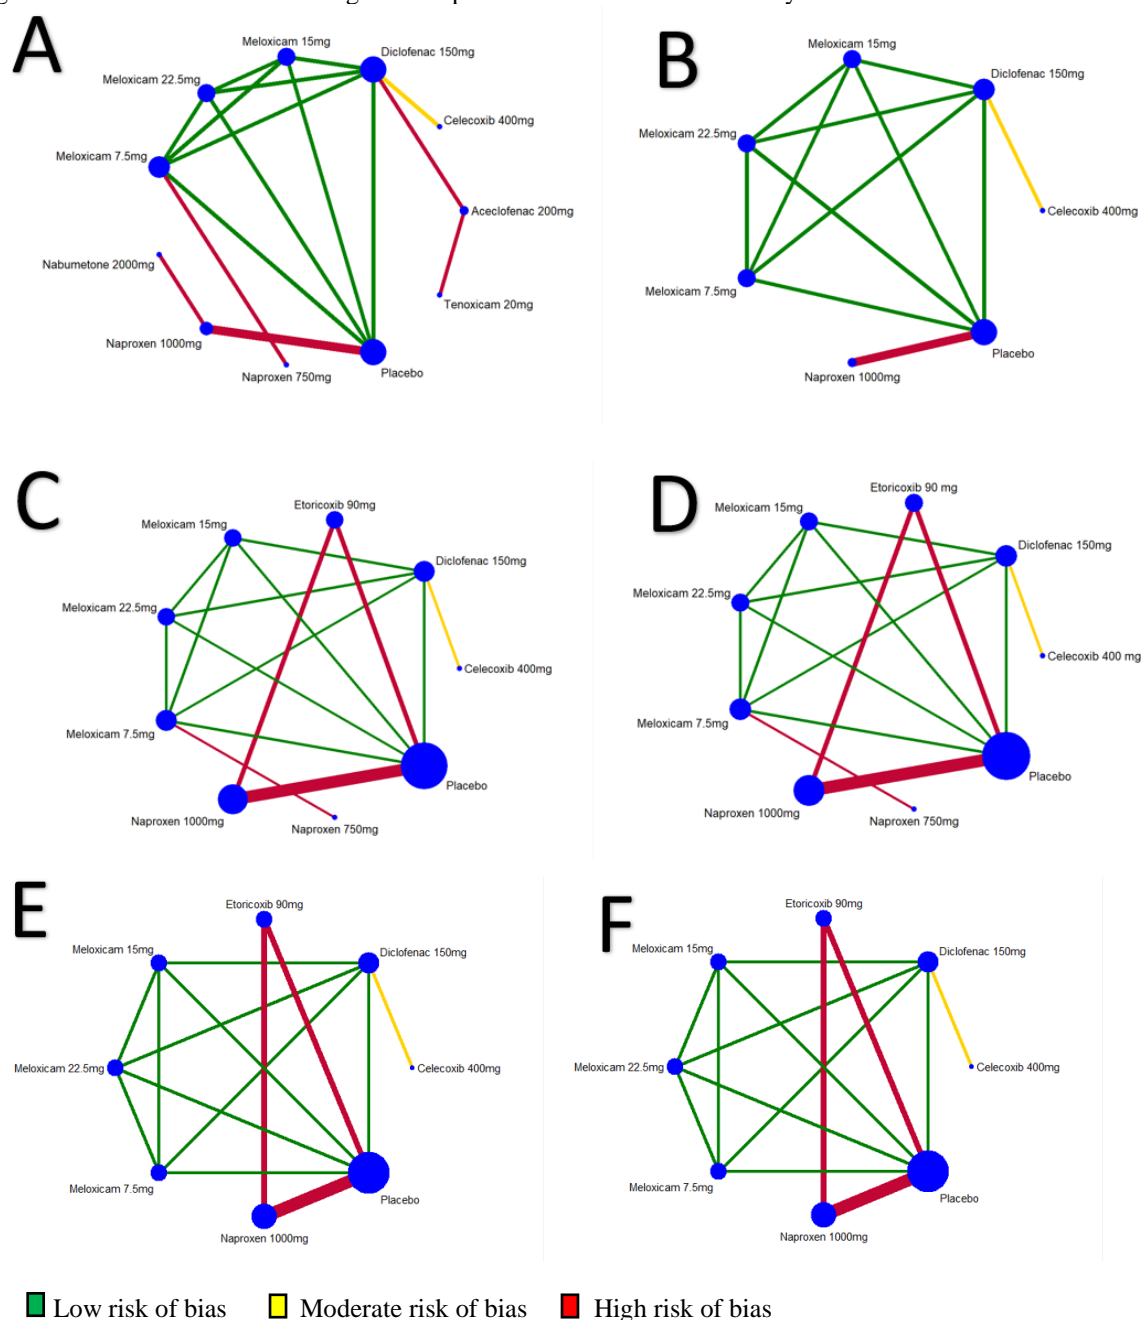 A
Meloxicam 15mg
Diclofenac 150mg
Meloxicam 22.5mg
Celecoxib 400mg
Meloxicam 7.5mg
Aceclofenac 200mg
Nabumetone 2000mg
Tenoxicam 20mg
Naproxen 1000mg
Placebo
Naproxen 750mg
B
Meloxicam 15mg
Diclofenac 150mg
Meloxicam 22.5mg
Celecoxib 400mg
Meloxicam 7.5mg
Placebo
Naproxen 1000mg
C
Etoricoxib 90mg
Meloxicam 15mg
Diclofenac 150mg
Meloxicam 22.5mg
Celecoxib 400mg
Meloxicam 7.5mg
Placebo
Naproxen 1000mg
Naproxen 750mg
D
Etoricoxib 90 mg
Meloxicam 15mg
Diclofenac 150mg
Meloxicam 22.5mg
Celecoxib 400 mg
Meloxicam 7.5mg
Placebo
Naproxen 1000mg
Naproxen 750mg
E
Etoricoxib 90mg
Meloxicam 15mg
Diclofenac 150mg
Meloxicam 22.5mg
Celecoxib 400mg
Meloxicam 7.5mg
Placebo
Naproxen 1000mg
F
Etoricoxib 90mg
Meloxicam 15mg
Diclofenac 150mg
Meloxicam 22.5mg
Celecoxib 400mg
Meloxicam 7.5mg
Placebo
Naproxen 1000mg
Low risk of bias Moderate risk of bias High risk of bias